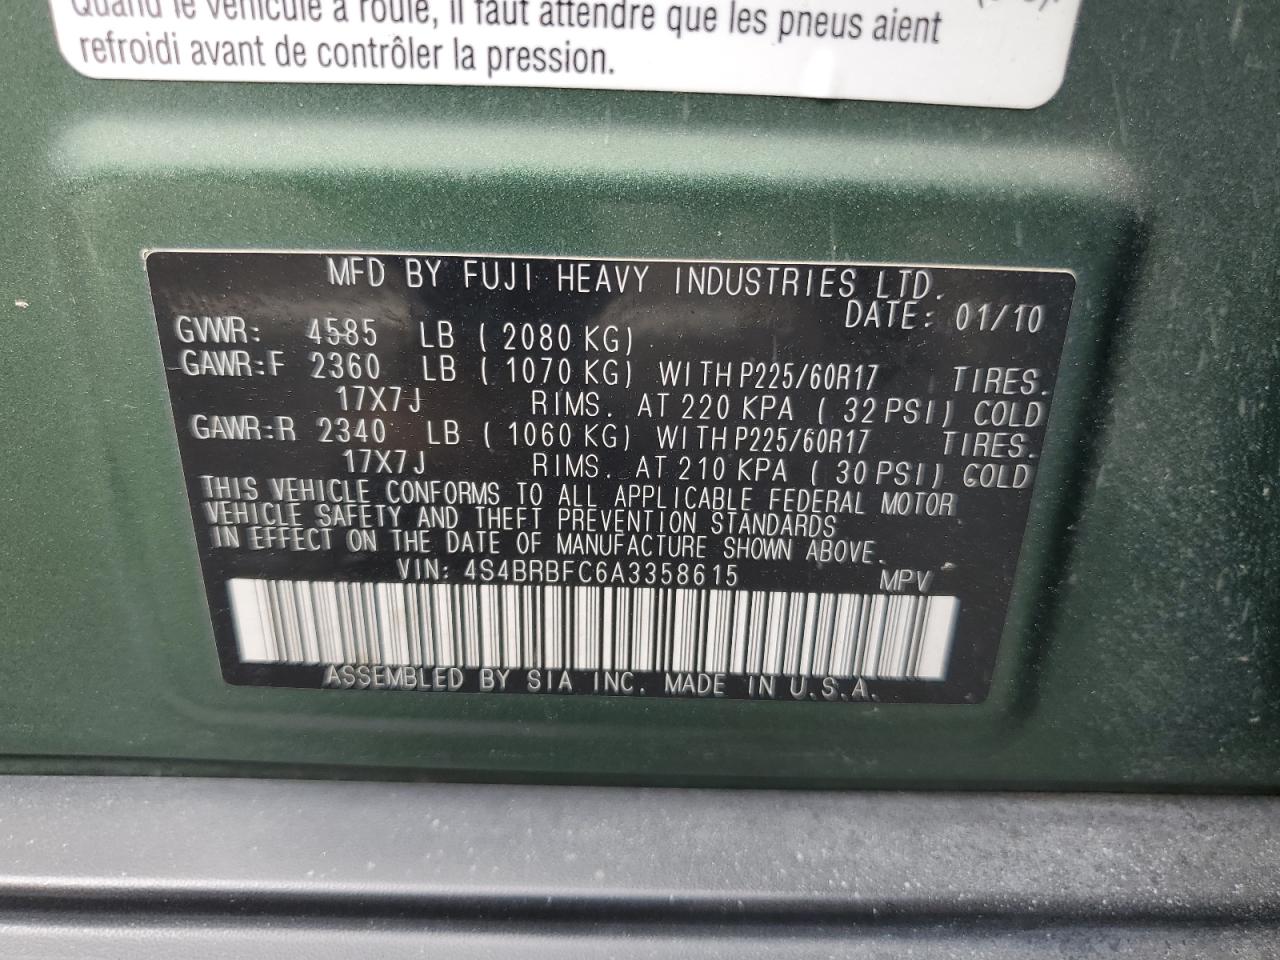 Quand le véhicule a roulé, il faut attendre que les pneus aient
refroidi avant de contrôler la pression.
MFD BY FUJI HEAVY INDUSTRIES LTD.
DATE: 01/10
GVWR: 4585 LB ( 2080 KG)
GAWR:F 2360 LB ( 1070 KG) WITH P225/60R17 TIRES.
17X7J RIMS. AT 220 KPA ( 32 PSI) COLD
GAWR:R 2340 LB ( 1060 KG) WITH P225/60R17 TIRES.
17X7J RIMS. AT 210 KPA ( 30 PSI) COLD
THIS VEHICLE CONFORMS TO ALL APPLICABLE FEDERAL MOTOR
VEHICLE SAFETY AND THEFT PREVENTION STANDARDS
IN EFFECT ON THE DATE OF MANUFACTURE SHOWN ABOVE.
VIN: 4S4BRBFC6A3358615 MPV
ASSEMBLED BY SIA INC. MADE IN U.S.A.